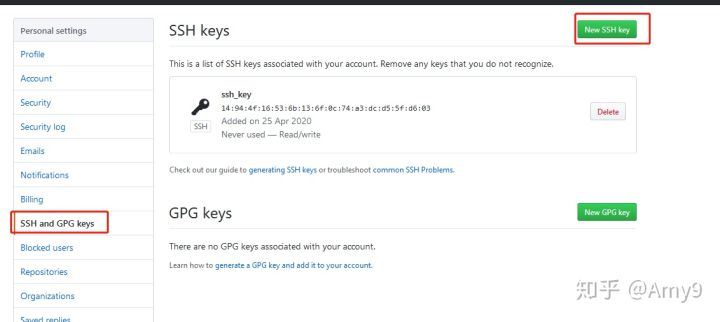 Personal settings
Profile
Account
Security
Security log
Emails
Notifications
Billing
SSH and GPG keys
Blocked users
Repositories
Organizations
Saved replies
SSH keys
New SSH key
This is a list of SSH keys associated with your account. Remove any keys that you do not recognize.
ssh_key
14:94:4f:16:53:6b:13:6f:0c:74:a3:dc:d5:5f:d6:03
Added on 25 Apr 2020
Never used — Read/write
SSH
Delete
Check out our guide to generating SSH keys or troubleshoot common SSH Problems.
GPG keys
New GPG key
There are no GPG keys associated with your account.
Learn how to generate a GPG key and add it to your account.
知乎 @Amy9